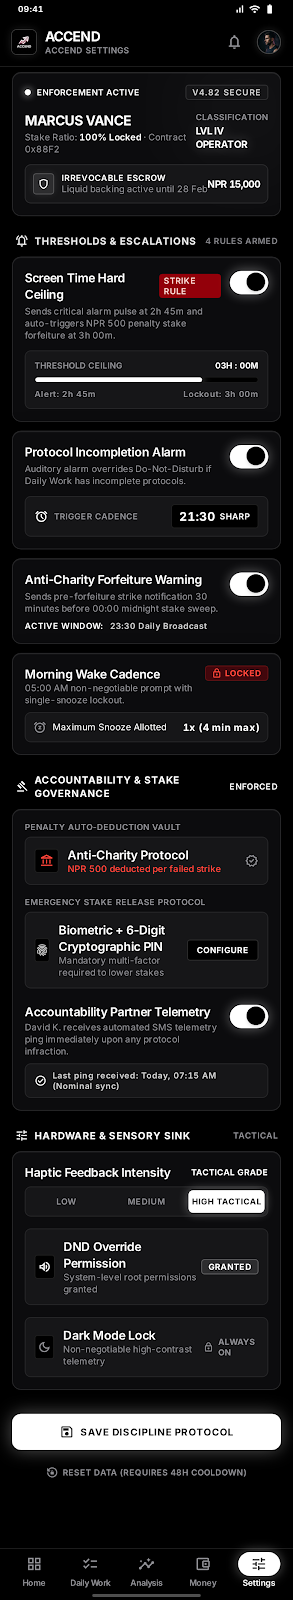 09:41
ACCEND
ACCEND
ACCEND SETTINGS
ENFORCEMENT ACTIVE
V4.82 SECURE
MARCUS VANCE
Stake Ratio: 100% Locked · Contract
0x88F2
CLASSIFICATION
LVL IV
OPERATOR
IRREVOCABLE ESCROW
Liquid backing active until 28 Feb
NPR 15,000
THRESHOLDS & ESCALATIONS
4 RULES ARMED
Screen Time Hard
Ceiling
STRIKE
RULE
Sends critical alarm pulse at 2h 45m and
auto-triggers NPR 500 penalty stake
forfeiture at 3h 00m.
THRESHOLD CEILING
03H : 00M
Alert: 2h 45m
Lockout: 3h 00m
Protocol Incompletion Alarm
Auditory alarm overrides Do-Not-Disturb if
Daily Work has incomplete protocols.
TRIGGER CADENCE
21:30 SHARP
Anti-Charity Forfeiture Warning
Sends pre-forfeiture strike notification 30
minutes before 00:00 midnight stake sweep.
ACTIVE WINDOW: 23:30 Daily Broadcast
Morning Wake Cadence
LOCKED
05:00 AM non-negotiable prompt with
single-snooze lockout.
Maximum Snooze Allotted
1x (4 min max)
ACCOUNTABILITY & STAKE
GOVERNANCE
ENFORCED
PENALTY AUTO-DEDUCTION VAULT
Anti-Charity Protocol
NPR 500 deducted per failed strike
EMERGENCY STAKE RELEASE PROTOCOL
Biometric + 6-Digit
Cryptographic PIN
Mandatory multi-factor
required to lower stakes
CONFIGURE
Accountability Partner Telemetry
David K. receives automated SMS telemetry
ping immediately upon any protocol
infraction.
Last ping received: Today, 07:15 AM
(Nominal sync)
HARDWARE & SENSORY SINK
TACTICAL
Haptic Feedback Intensity
TACTICAL GRADE
LOW
MEDIUM
HIGH TACTICAL
DND Override
Permission
System-level root permissions
granted
GRANTED
Dark Mode Lock
Non-negotiable high-contrast
telemetry
ALWAYS
ON
SAVE DISCIPLINE PROTOCOL
RESET DATA (REQUIRES 48H COOLDOWN)
Home
Daily Work
Analysis
Money
Settings